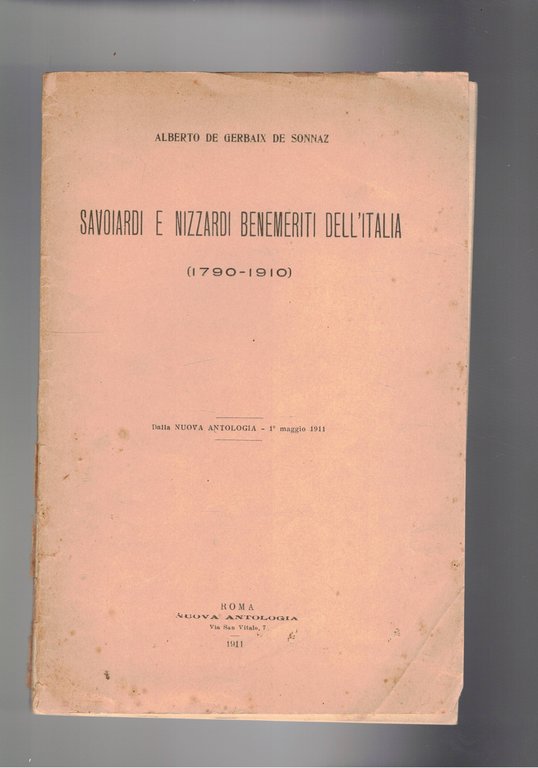 ALBERTO DE GERBAIX DE SONNAZ
SAVOIARDI E NIZZARDI BENEMERITI DELL'ITALIA
(1790-1910)
Dalla NUOVA ANTOLOGIA - 1° maggio 1911
ROMA
NUOVA ANTOLOGIA
Via San Vitale, 7
1911